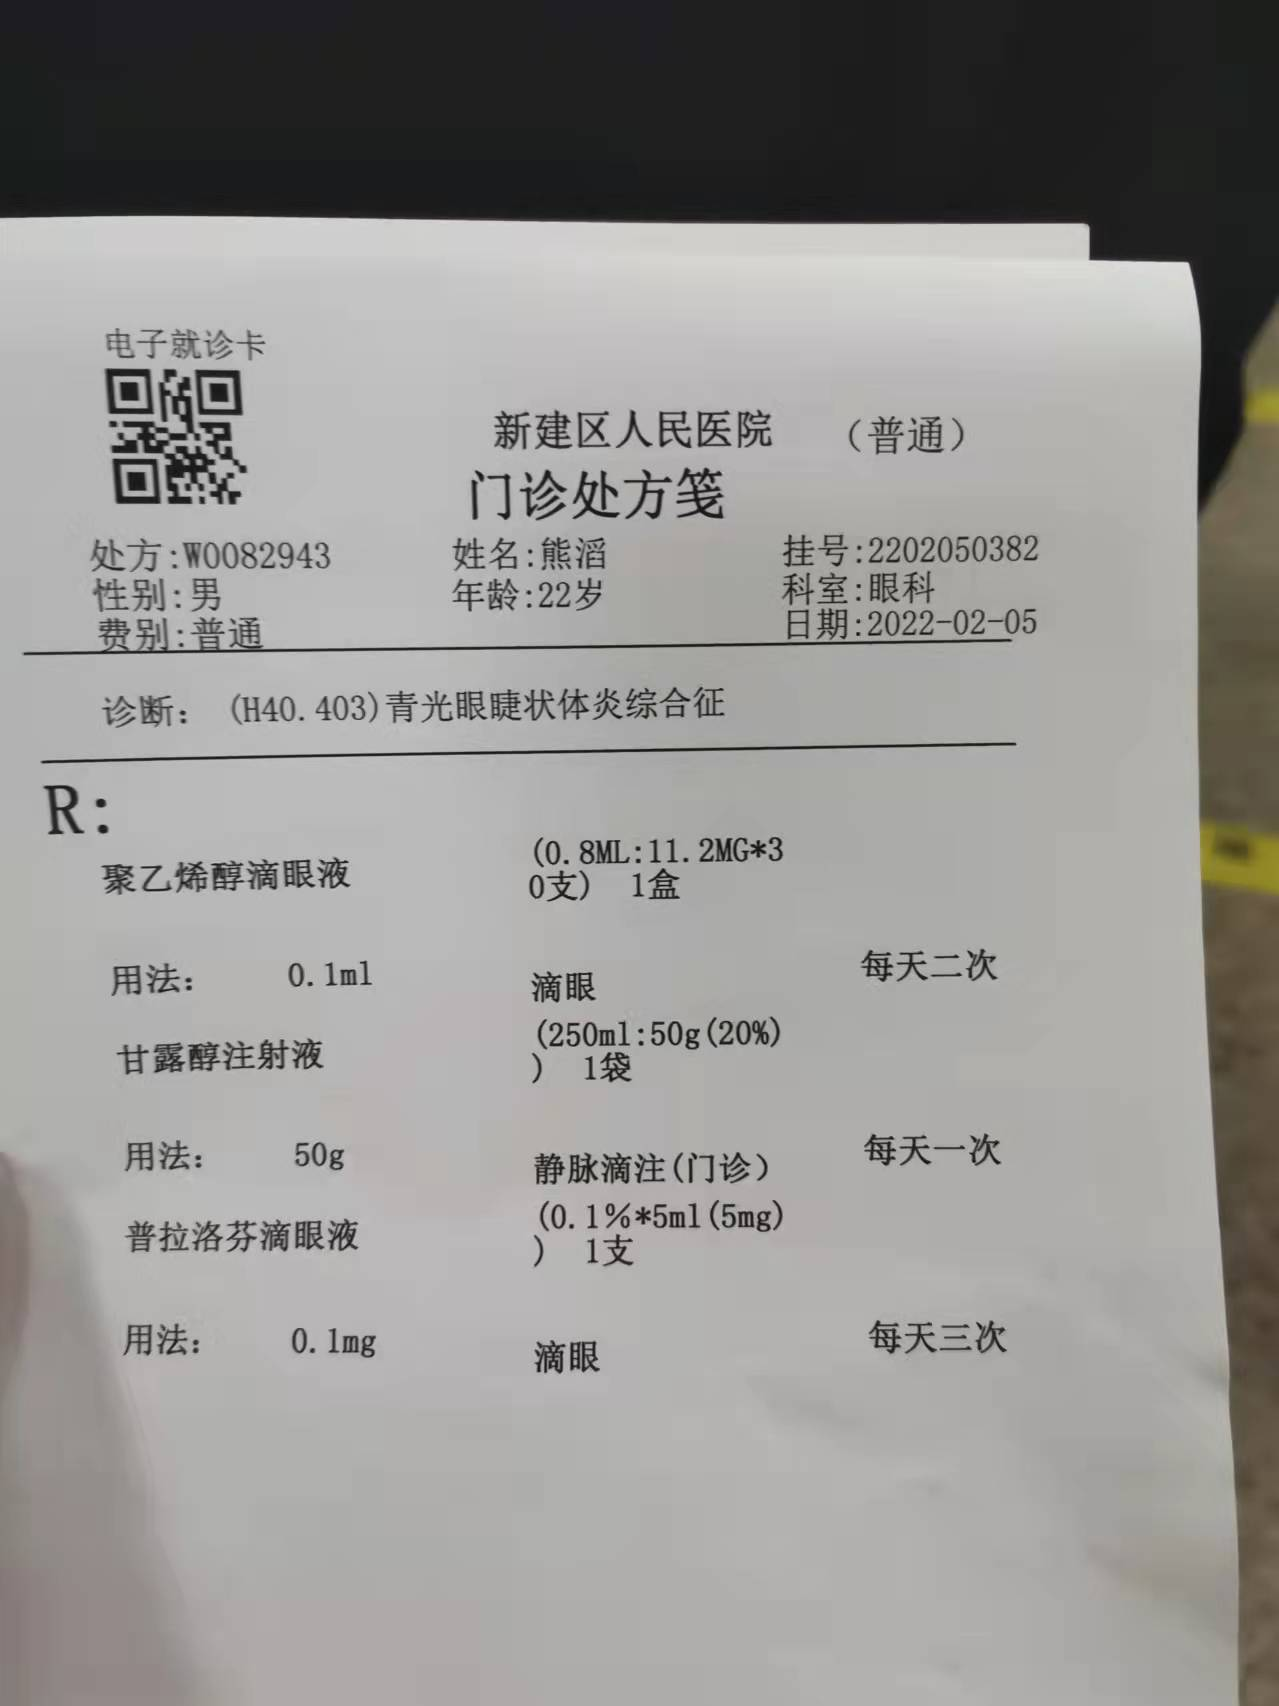 电子就诊卡
新建区人民医院 （普通）
门诊处方笺
处方:W0082943 姓名:熊滔 挂号:2202050382
性别:男 年龄:22岁 科室:眼科
费别:普通 日期:2022-02-05
诊断: (H40.403)青光眼睫状体炎综合征
R:
聚乙烯醇滴眼液 (0.8ML:11.2MG*3
0支) 1盒
用法: 0.1ml 滴眼 每天二次
甘露醇注射液 (250ml:50g(20%)
) 1袋
用法: 50g 静脉滴注(门诊) 每天一次
普拉洛芬滴眼液 (0.1%*5ml(5mg)
) 1支
用法: 0.1mg 滴眼 每天三次